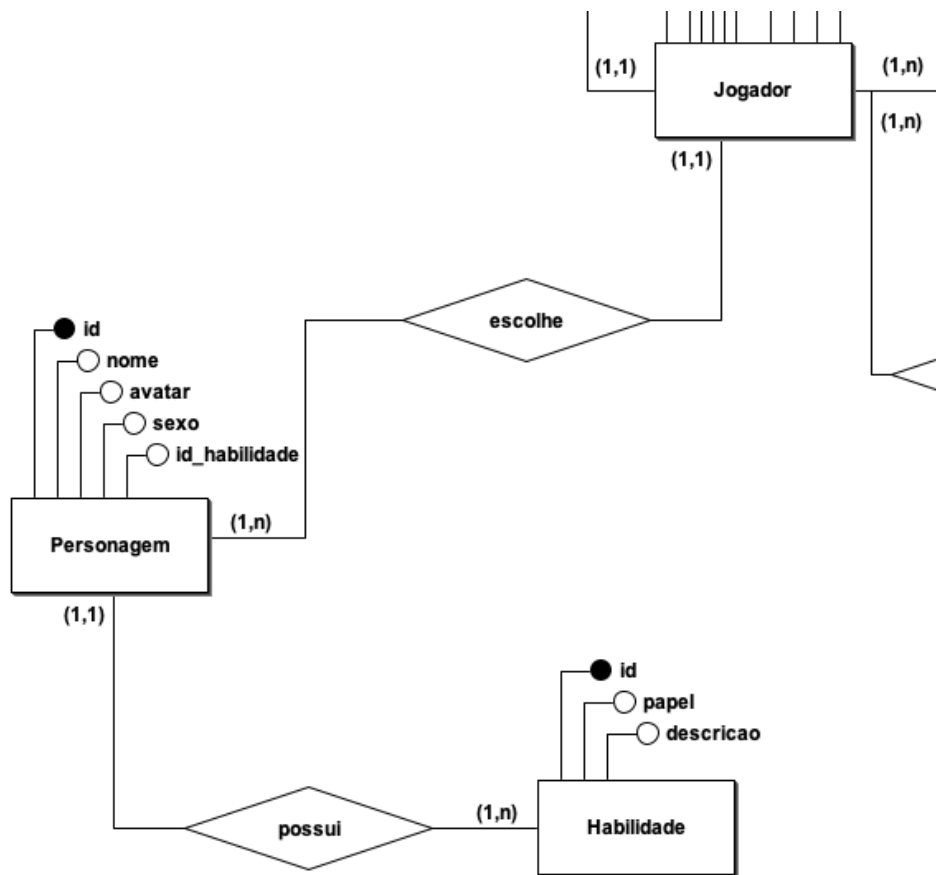 (1,1)
Jogador
(1,n)
(1,n)
(1,1)
escolhe
id
nome
avatar
sexo
id_habilidade
(1,n)
Personagem
(1,1)
id
papel
descricao
possui
(1,n)
Habilidade